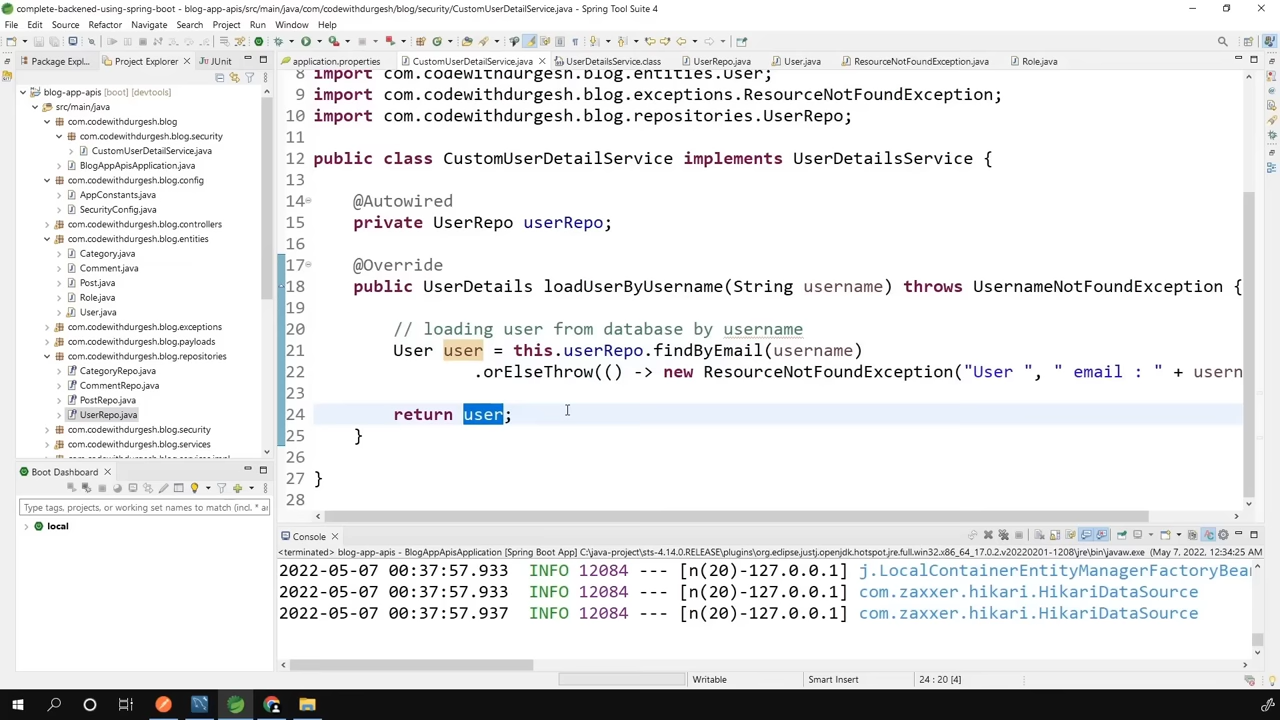 complete-backened-using-spring-boot - blog-app-apis/src/main/java/com/codewithdurgesh/blog/security/CustomUserDetailService.java - Spring Tool Suite 4
File Edit Source Refactor Navigate Search Project Run Window Help
Package Expl... Project Explorer JUnit
application.properties CustomUserDetailService.java UserDetailsService.class UserRepo.java User.java ResourceNotFoundException.java Role.java
blog-app-apis [boot] [devtools]
src/main/java
com.codewithdurgesh.blog
com.codewithdurgesh.blog.security
CustomUserDetailService.java
BlogAppApisApplication.java
com.codewithdurgesh.blog.config
AppConstants.java
SecurityConfig.java
com.codewithdurgesh.blog.controllers
com.codewithdurgesh.blog.entities
Category.java
Comment.java
Post.java
Role.java
User.java
com.codewithdurgesh.blog.exceptions
com.codewithdurgesh.blog.payloads
com.codewithdurgesh.blog.repositories
CategoryRepo.java
CommentRepo.java
PostRepo.java
UserRepo.java
com.codewithdurgesh.blog.security
com.codewithdurgesh.blog.services
com.codewithdurgesh.blog.services.impl
8 import com.codewithdurgesh.blog.entities.User;
9 import com.codewithdurgesh.blog.exceptions.ResourceNotFoundException;
10 import com.codewithdurgesh.blog.repositories.UserRepo;
11
12 public class CustomUserDetailService implements UserDetailsService {
13
14 @Autowired
15 private UserRepo userRepo;
16
17 @Override
18 public UserDetails loadUserByUsername(String username) throws UsernameNotFoundException {
19
20 // loading user from database by username
21 User user = this.userRepo.findByEmail(username)
22 .orElseThrow(() -> new ResourceNotFoundException("User ", " email : " + usern
23
24 return user;
25 }
26
27 }
28
Boot Dashboard
Type tags, projects, or working set names to match (incl. * a
local
Console
<terminated> blog-app-apis - BlogAppApisApplication [Spring Boot App] C:\java-project\sts-4.14.0.RELEASE\plugins\org.eclipse.justj.openjdk.hotspot.jre.full.win32.x86_64_17.0.2.v20220201-1208\jre\bin\javaw.exe (May 7, 2022, 12:34:25 AM
2022-05-07 00:37:57.933 INFO 12084 --- [n(20)-127.0.0.1] j.LocalContainerEntityManagerFactoryBean
2022-05-07 00:37:57.933 INFO 12084 --- [n(20)-127.0.0.1] com.zaxxer.hikari.HikariDataSource
2022-05-07 00:37:57.937 INFO 12084 --- [n(20)-127.0.0.1] com.zaxxer.hikari.HikariDataSource
Writable Smart Insert 24 : 20 [4]